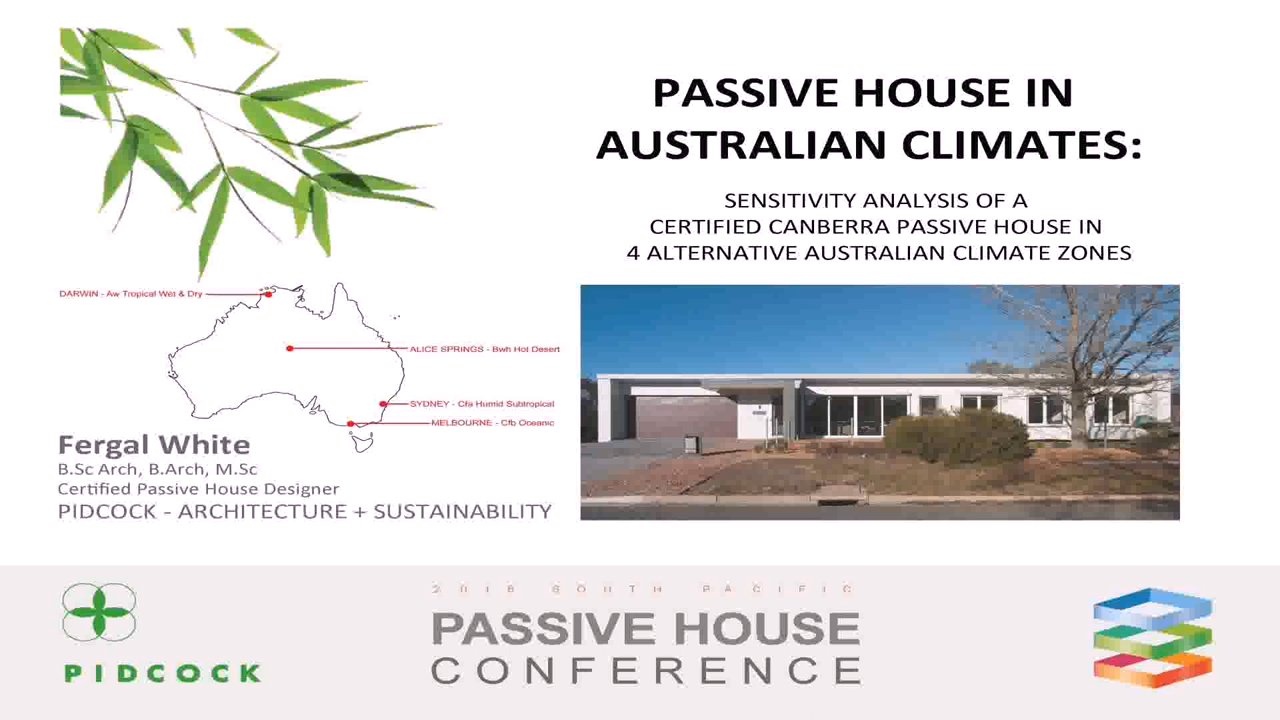 PASSIVE HOUSE IN
AUSTRALIAN CLIMATES:
SENSITIVITY ANALYSIS OF A
CERTIFIED CANBERRA PASSIVE HOUSE IN
4 ALTERNATIVE AUSTRALIAN CLIMATE ZONES
DARWIN - Aw Tropical Wet & Dry
ALICE SPRINGS - Bwh Hot Desert
SYDNEY - Cfa Humid Subtropical
MELBOURNE - Cfb Oceanic
Fergal White
B.Sc Arch, B.Arch, M.Sc
Certified Passive House Designer
PIDCOCK - ARCHITECTURE + SUSTAINABILITY
PIDCOCK
SOUTH PACIFIC
PASSIVE HOUSE
CONFERENCE